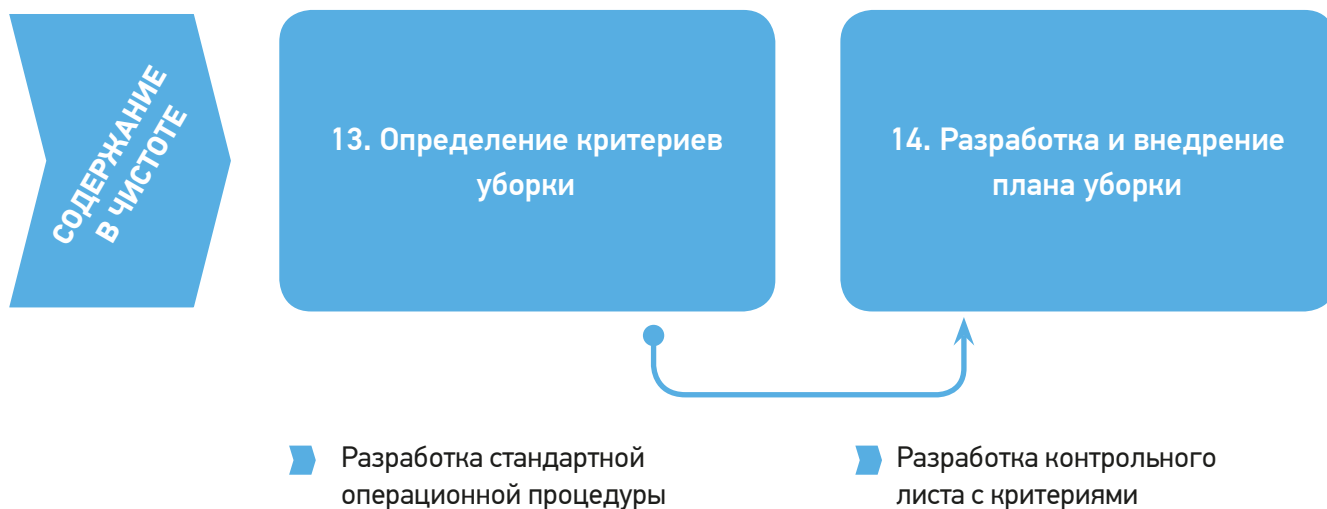 СОДЕРЖАНИЕ
В ЧИСТОТЕ
13. Определение критериев
уборки
14. Разработка и внедрение
плана уборки
Разработка стандартной
операционной процедуры
Разработка контрольного
листа с критериями